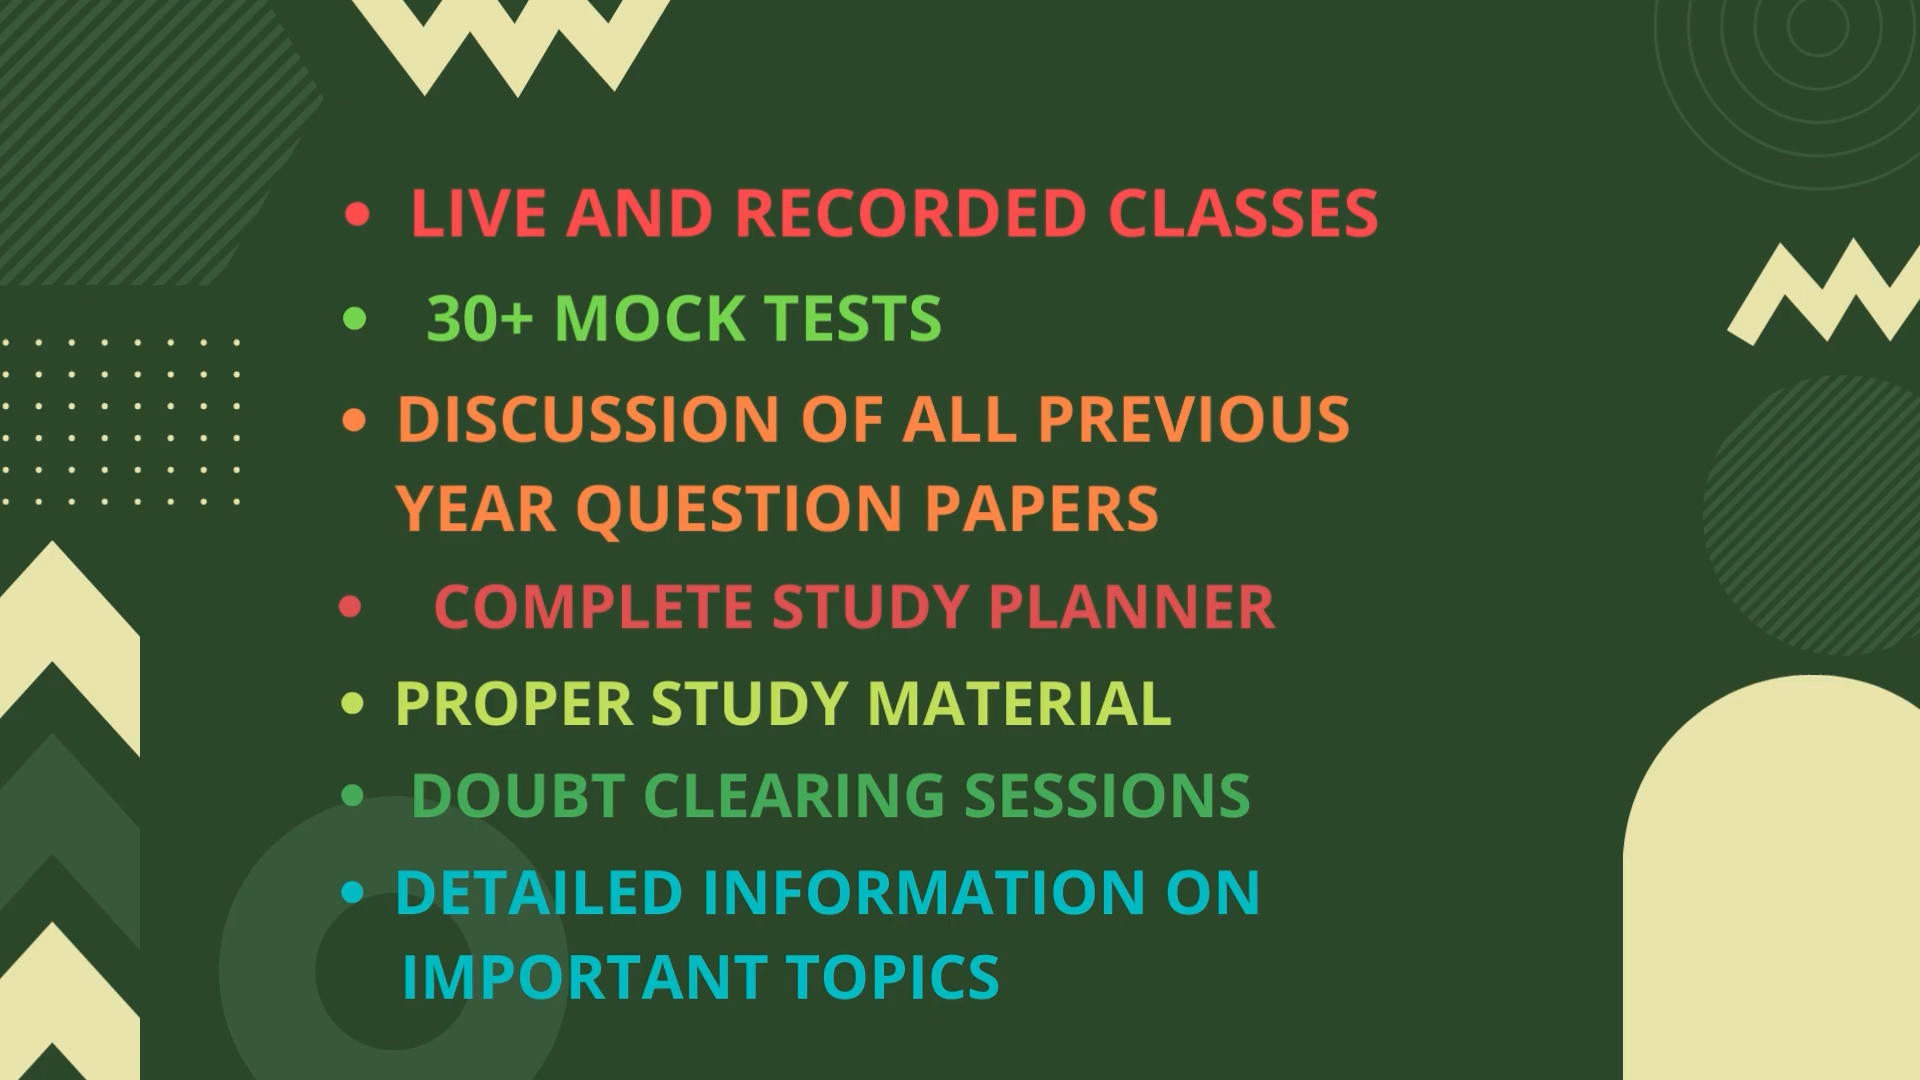 • LIVE AND RECORDED CLASSES
• 30+ MOCK TESTS
• DISCUSSION OF ALL PREVIOUS
YEAR QUESTION PAPERS
• COMPLETE STUDY PLANNER
• PROPER STUDY MATERIAL
• DOUBT CLEARING SESSIONS
• DETAILED INFORMATION ON
IMPORTANT TOPICS